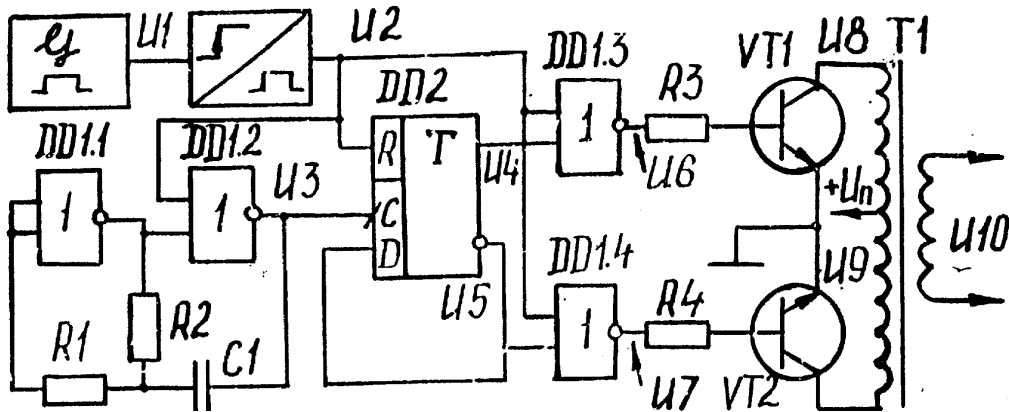 G
U1
U2
DD1.3
R3
VT1
U8
T1
DD2
DD1.1
DD1.2
R
T
1
U4
U6
+Uп
1
1
U3
C
D
DD1.4
U9
U10
U5
R4
R2
1
R1
C1
U7
VT2